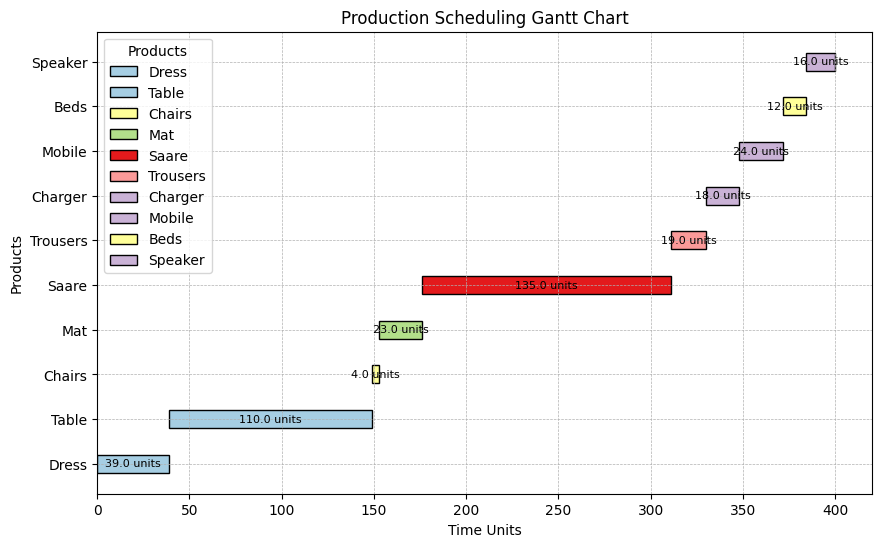 Production Scheduling Gantt Chart
Products
Dress
Table
Chairs
Mat
Saare
Trousers
Charger
Mobile
Beds
Speaker
Products
Speaker
Beds
Mobile
Charger
Trousers
Saare
Mat
Chairs
Table
Dress
16.0 units
12.0 units
24.0 units
18.0 units
19.0 units
135.0 units
23.0 units
4.0 units
110.0 units
39.0 units
0 50 100 150 200 250 300 350 400
Time Units